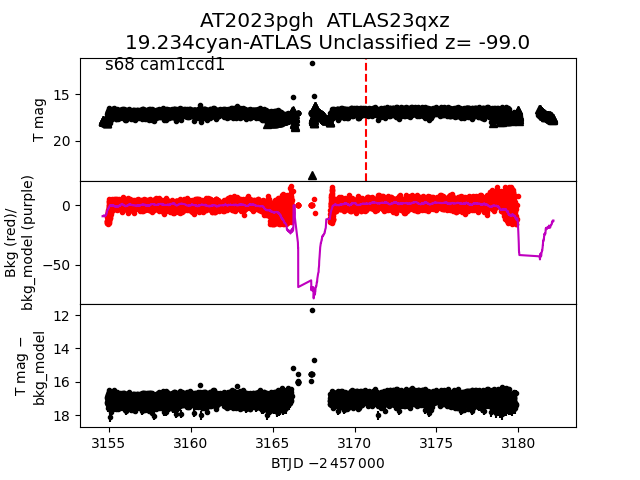 AT2023pgh  ATLAS23qxz
19.234cyan-ATLAS Unclassified z= -99.0
s68 cam1ccd1
T mag
15
20
Bkg (red)/
bkg_model (purple)
0
−50
T mag −
bkg_model
12
14
16
18
3155 3160 3165 3170 3175 3180
BTJD −2 457 000